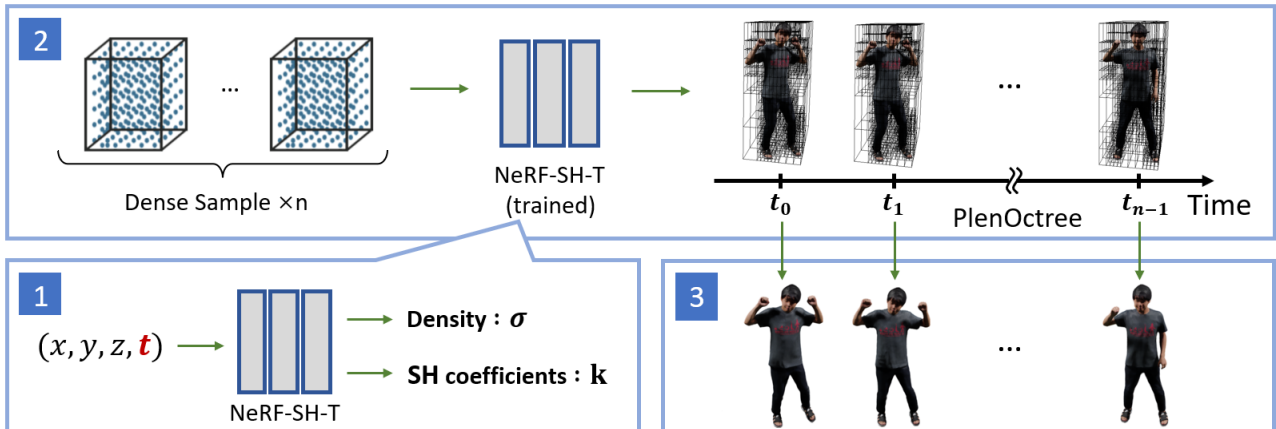 2
...
...
Dense Sample ×n
NeRF-SH-T
(trained)
t₀
t₁
PlenOctree
tₙ₋₁
Time
1
(x, y, z, t)
NeRF-SH-T
Density : σ
SH coefficients : k
3
...